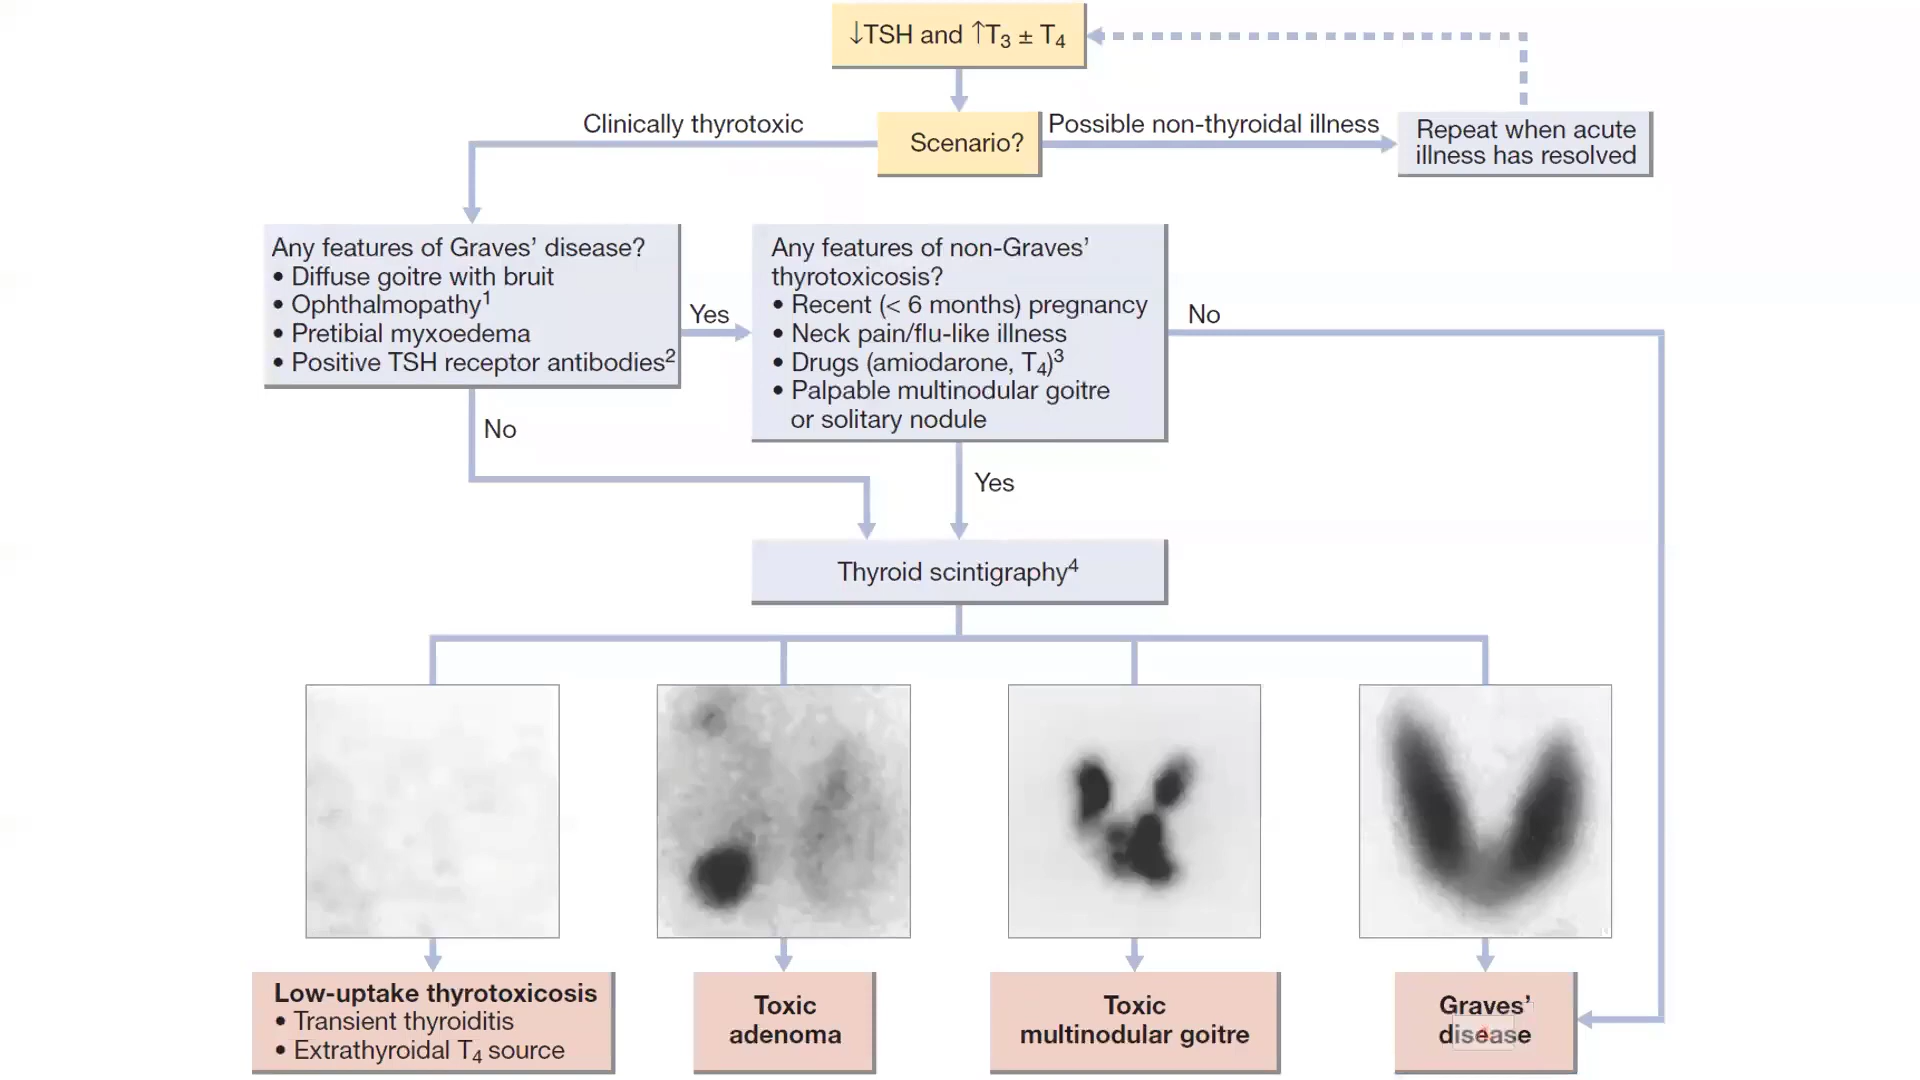 ↓TSH and ↑T3 ± T4
Clinically thyrotoxic
Scenario?
Possible non-thyroidal illness
Repeat when acute
illness has resolved
Any features of Graves’ disease?
• Diffuse goitre with bruit
• Ophthalmopathy1
• Pretibial myxoedema
• Positive TSH receptor antibodies2
Yes
Any features of non-Graves’
thyrotoxicosis?
• Recent (< 6 months) pregnancy
• Neck pain/flu-like illness
• Drugs (amiodarone, T4)3
• Palpable multinodular goitre
or solitary nodule
No
No
Yes
Thyroid scintigraphy4
Low-uptake thyrotoxicosis
• Transient thyroiditis
• Extrathyroidal T4 source
Toxic
adenoma
Toxic
multinodular goitre
Graves’
disease